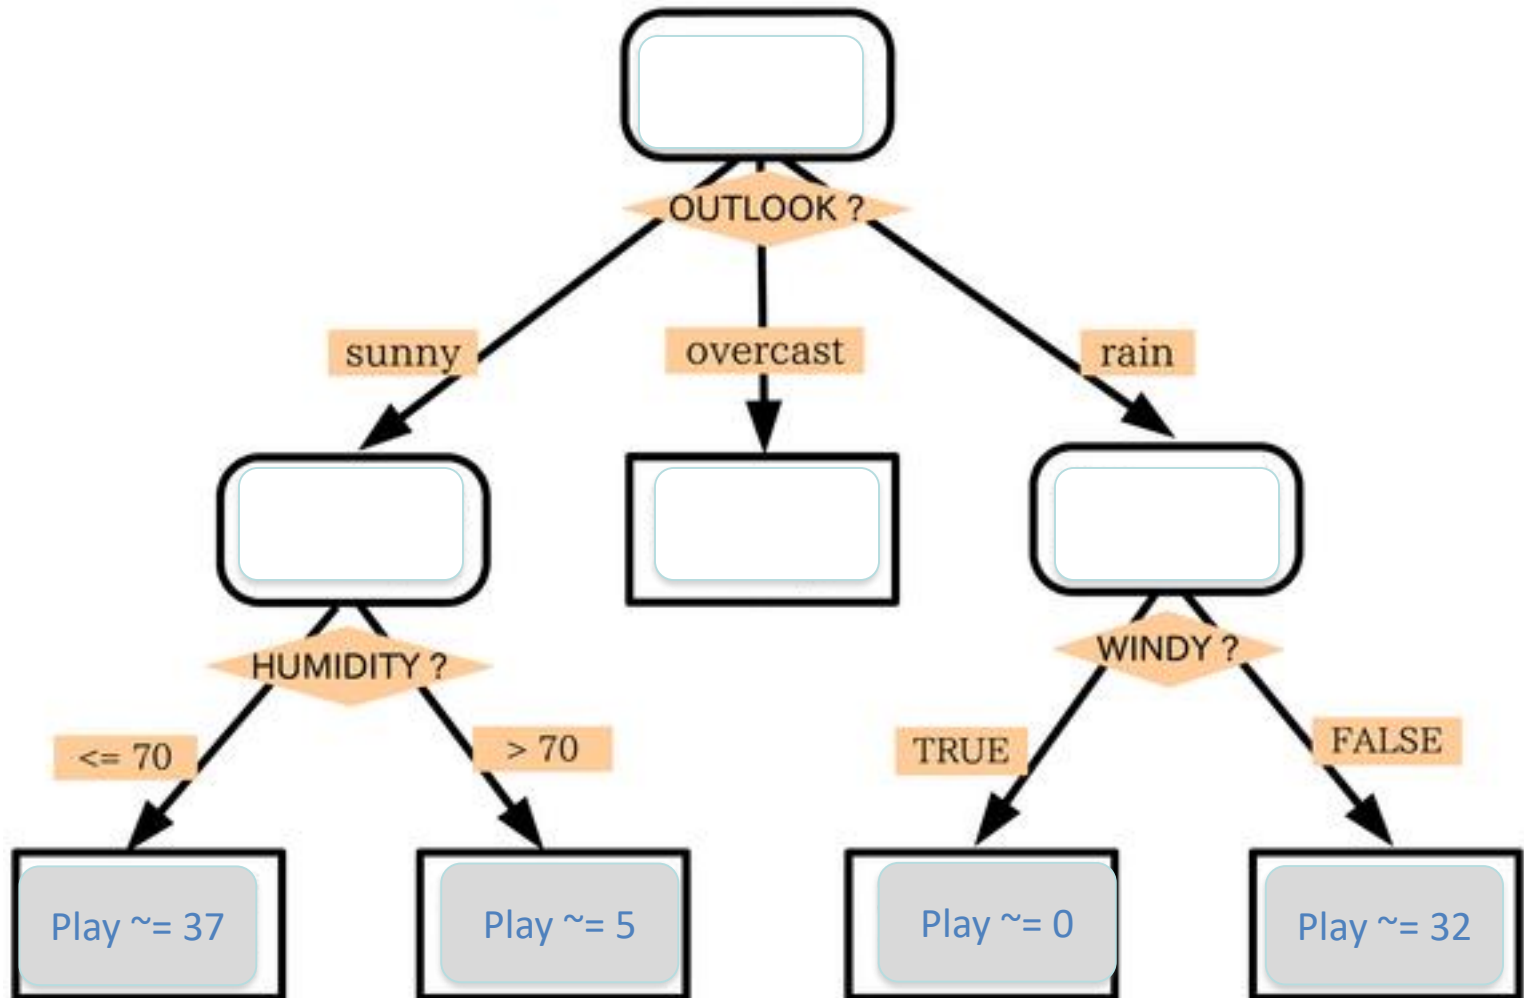 OUTLOOK ?
sunny
overcast
rain
HUMIDITY ?
WINDY ?
<= 70
> 70
TRUE
FALSE
Play ~= 37
Play ~= 5
Play ~= 0
Play ~= 32